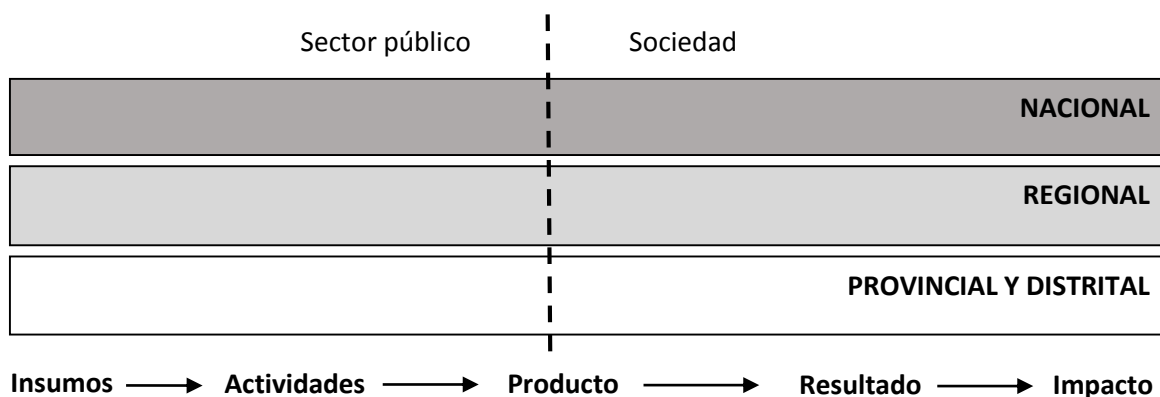 Sector público Sociedad
NACIONAL
REGIONAL
PROVINCIAL Y DISTRITAL
Insumos Actividades Producto Resultado Impacto